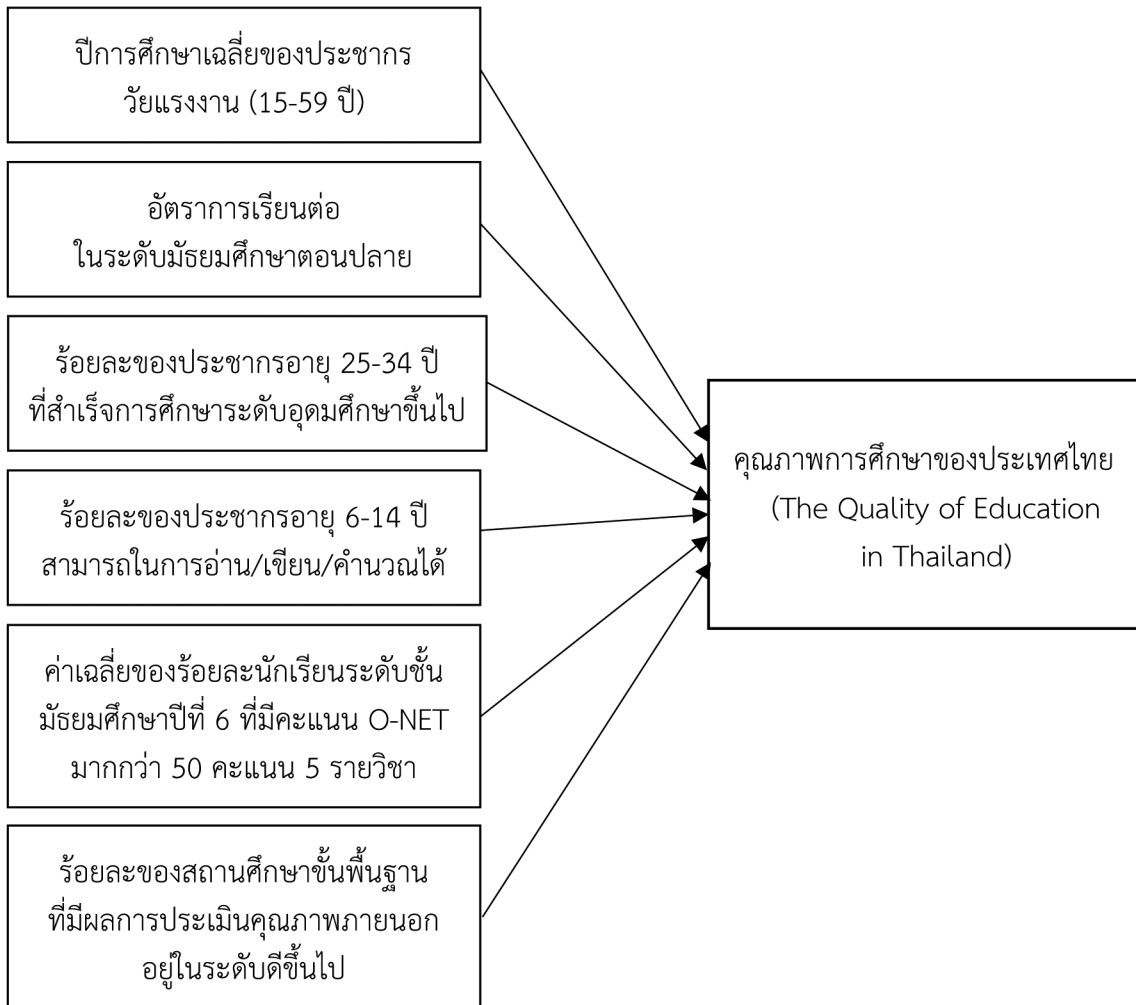 ปีการศึกษาเฉลี่ยของประชากร
วัยแรงงาน (15-59 ปี)
อัตราการเรียนต่อ
ในระดับมัธยมศึกษาตอนปลาย
ร้อยละของประชากรอายุ 25-34 ปี
ที่สำเร็จการศึกษาระดับอุดมศึกษาขึ้นไป
ร้อยละของประชากรอายุ 6-14 ปี
สามารถในการอ่าน/เขียน/คำนวณได้
ค่าเฉลี่ยของร้อยละนักเรียนระดับชั้น
มัธยมศึกษาปีที่ 6 ที่มีคะแนน O-NET
มากกว่า 50 คะแนน 5 รายวิชา
ร้อยละของสถานศึกษาขั้นพื้นฐาน
ที่มีผลการประเมินคุณภาพภายนอก
อยู่ในระดับดีขึ้นไป
คุณภาพการศึกษาของประเทศไทย
(The Quality of Education
in Thailand)